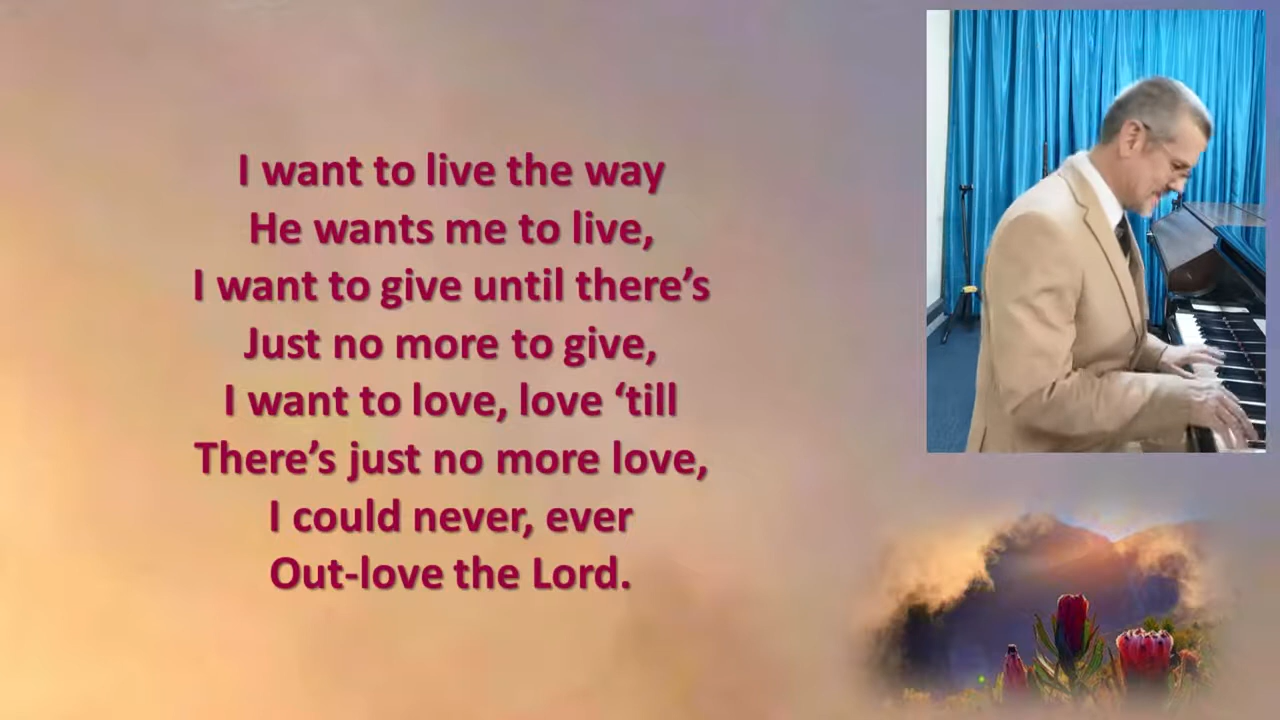 I want to live the way
He wants me to live,
I want to give until there’s
Just no more to give,
I want to love, love ‘till
There’s just no more love,
I could never, ever
Out-love the Lord.